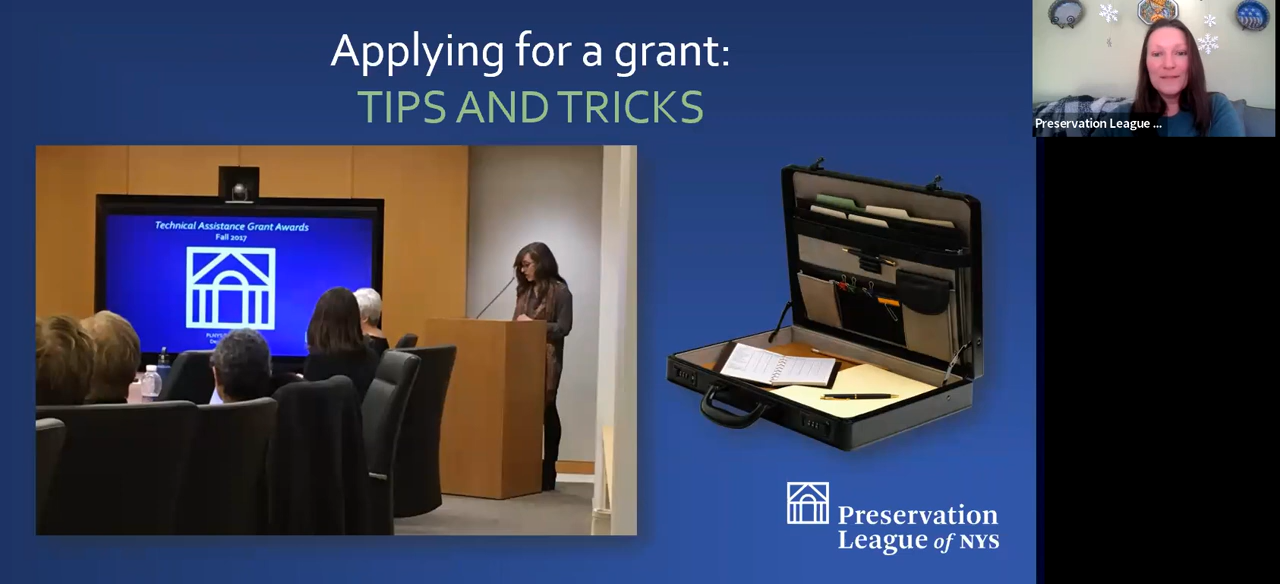 Applying for a grant:
TIPS AND TRICKS
Preservation League ...
Technical Assistance Grant Awards
Fall 2017
Preservation
League of NYS